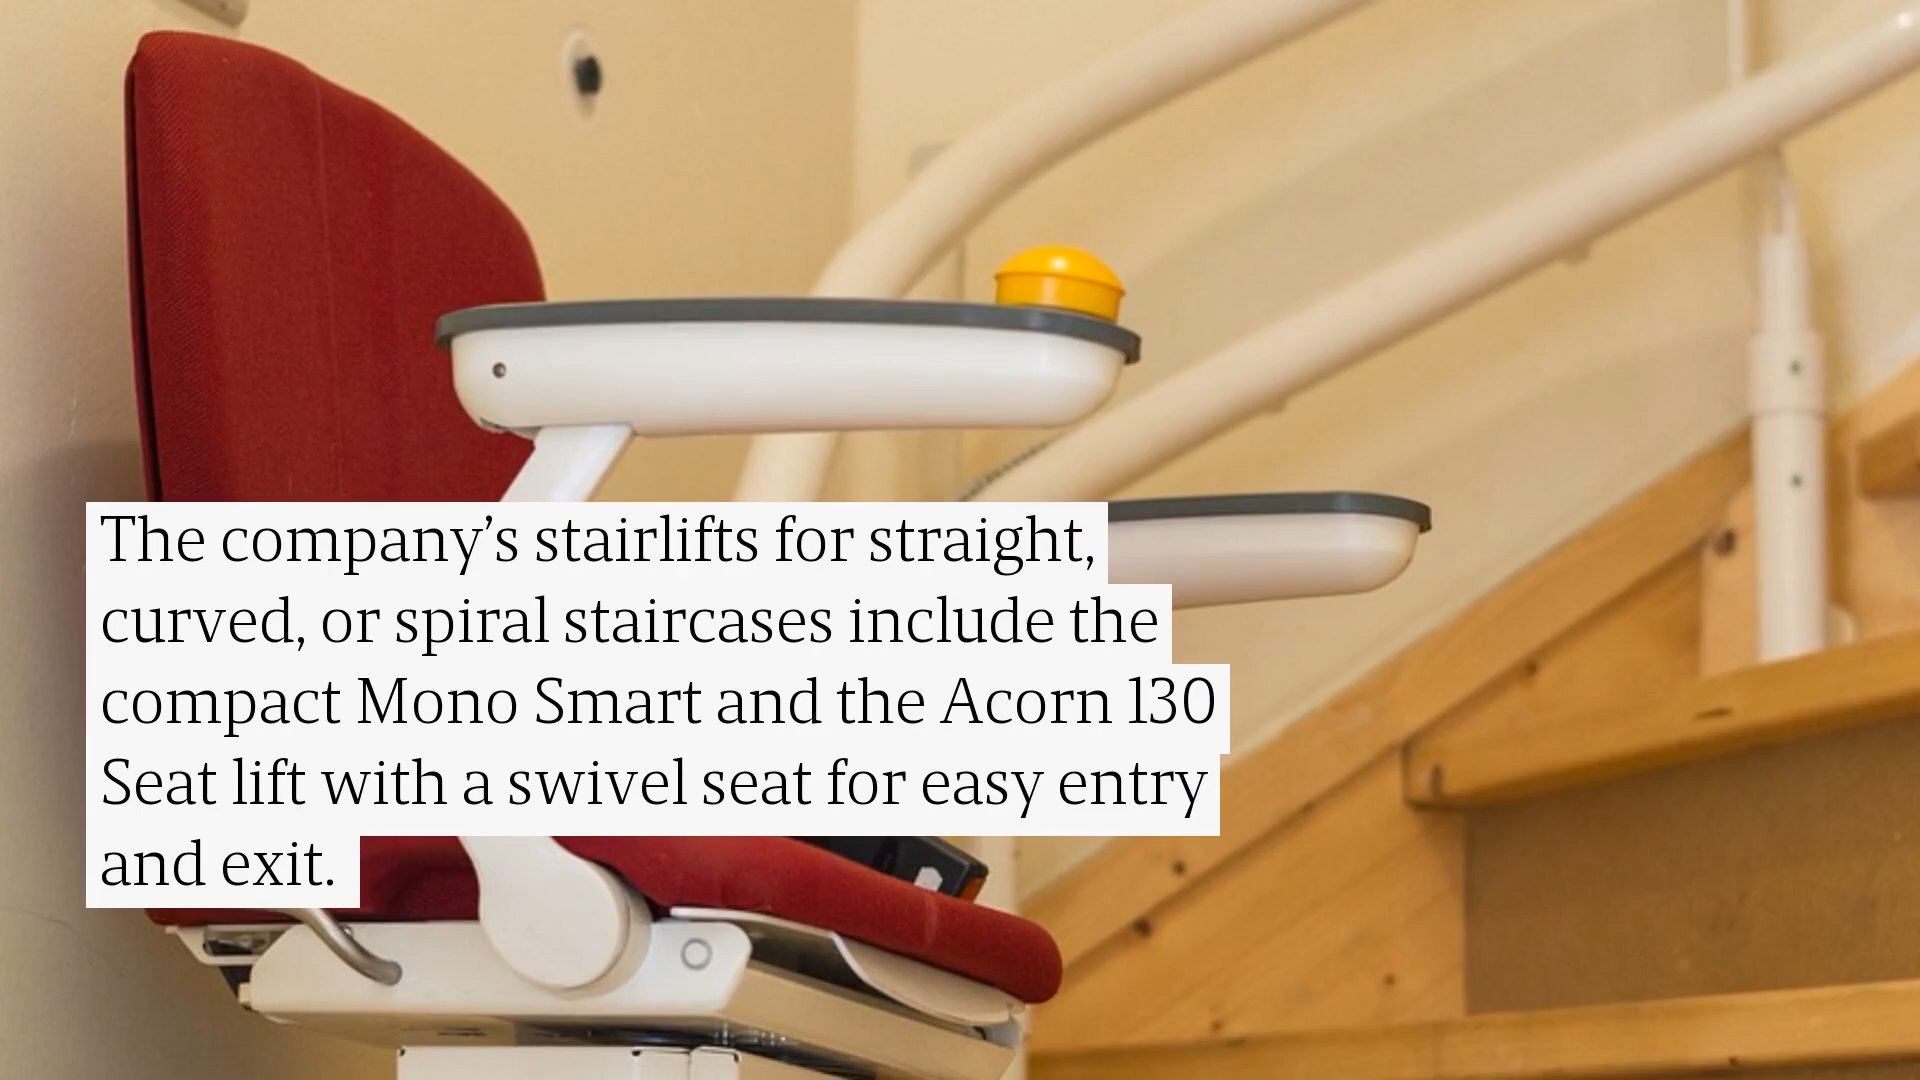 The company’s stairlifts for straight,
curved, or spiral staircases include the
compact Mono Smart and the Acorn 130
Seat lift with a swivel seat for easy entry
and exit.